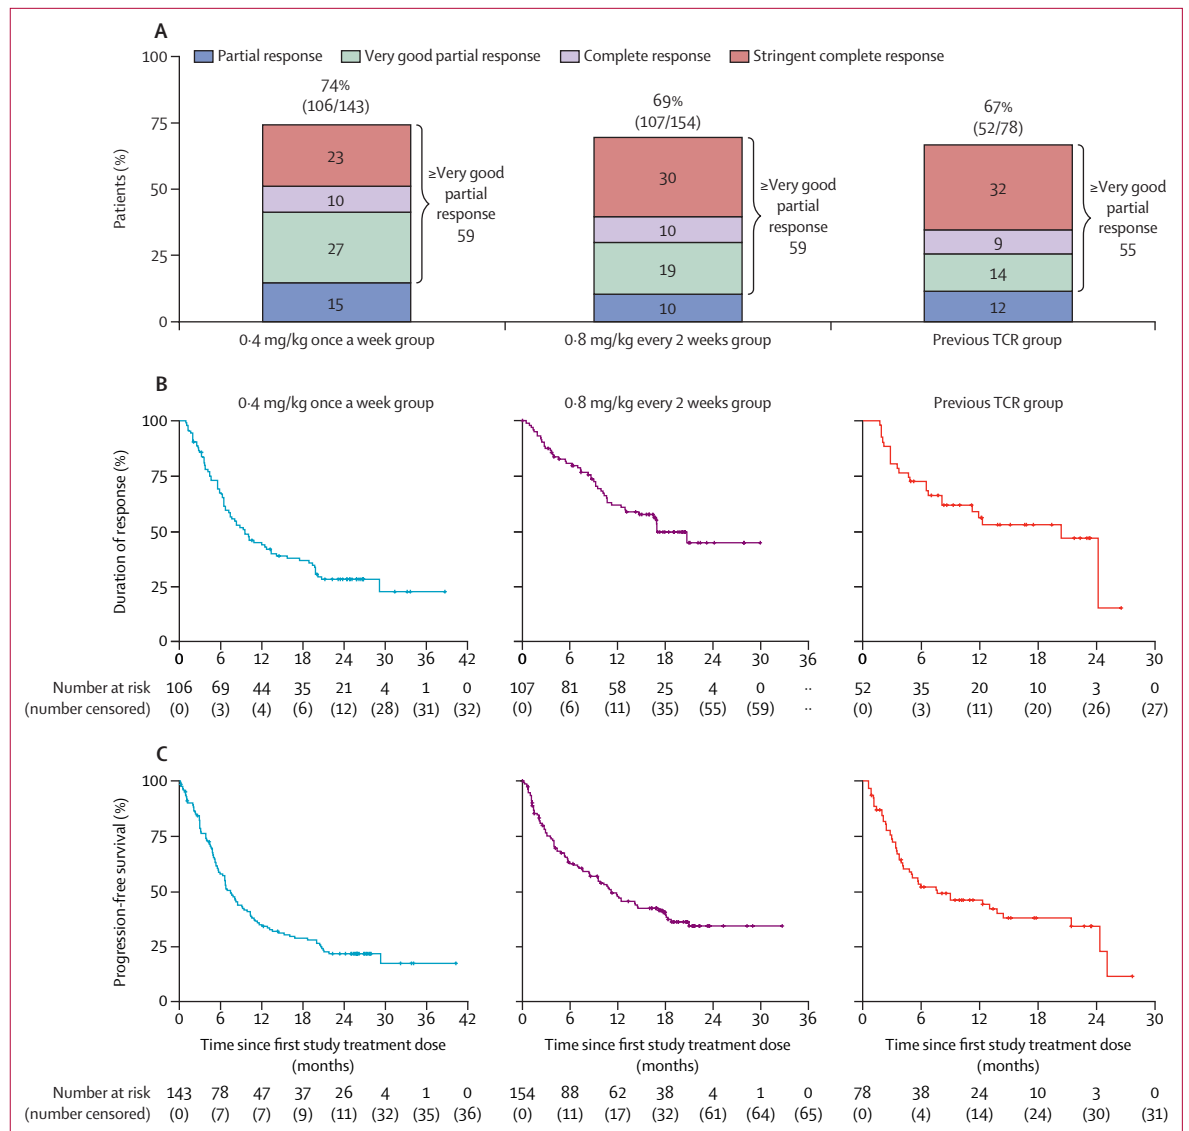 A
Partial response Very good partial response Complete response Stringent complete response
Patients (%)
100
75
50
25
0
74%
(106/143)
23
10
27
15
≥Very good
partial
response
59
69%
(107/154)
30
10
19
10
≥Very good
partial
response
59
67%
(52/78)
32
9
14
12
≥Very good
partial
response
55
0·4 mg/kg once a week group 0·8 mg/kg every 2 weeks group Previous TCR group
B
0·4 mg/kg once a week group 0·8 mg/kg every 2 weeks group Previous TCR group
Duration of response (%)
100
75
50
25
0
0 6 12 18 24 30 36 42 0 6 12 18 24 30 36 0 6 12 18 24 30
Number at risk 106 69 44 35 21 4 1 0 107 81 58 25 4 0 ·· 52 35 20 10 3 0
(number censored) (0) (3) (4) (6) (12) (28) (31) (32) (0) (6) (11) (35) (55) (59) ·· (0) (3) (11) (20) (26) (27)
C
Progression-free survival (%)
100
75
50
25
0
0 6 12 18 24 30 36 42 0 6 12 18 24 30 36 0 6 12 18 24 30
Time since first study treatment dose Time since first study treatment dose Time since first study treatment dose
(months) (months) (months)
Number at risk 143 78 47 37 26 4 1 0 154 88 62 38 4 1 0 78 38 24 10 3 0
(number censored) (0) (7) (7) (9) (11) (32) (35) (36) (0) (11) (17) (32) (61) (64) (65) (0) (4) (14) (24) (30) (31)